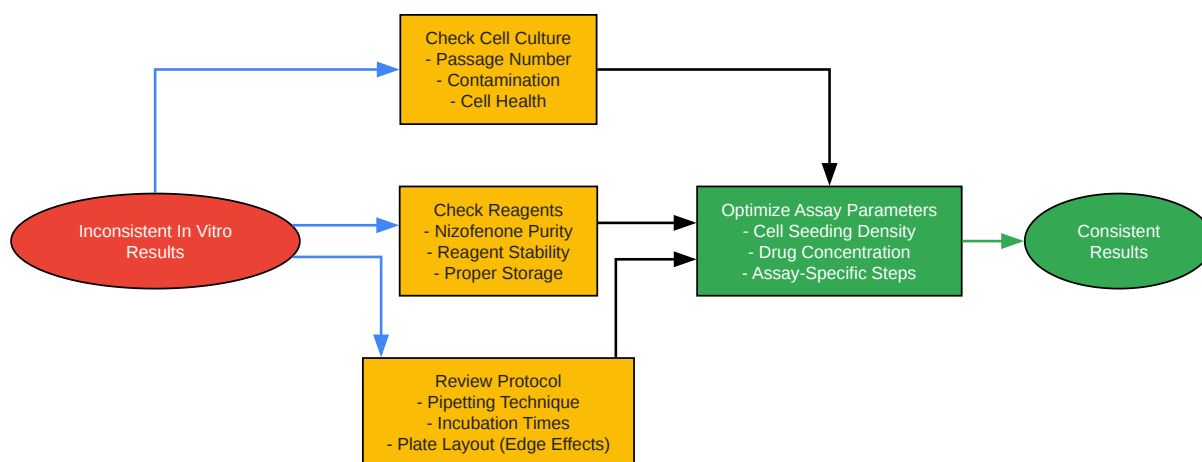 Check Cell Culture
- Passage Number
- Contamination
- Cell Health
Inconsistent In Vitro
Results
Check Reagents
- Nizofenone Purity
- Reagent Stability
- Proper Storage
Optimize Assay Parameters
- Cell Seeding Density
- Drug Concentration
- Assay-Specific Steps
Consistent
Results
Review Protocol
- Pipetting Technique
- Incubation Times
- Plate Layout (Edge Effects)